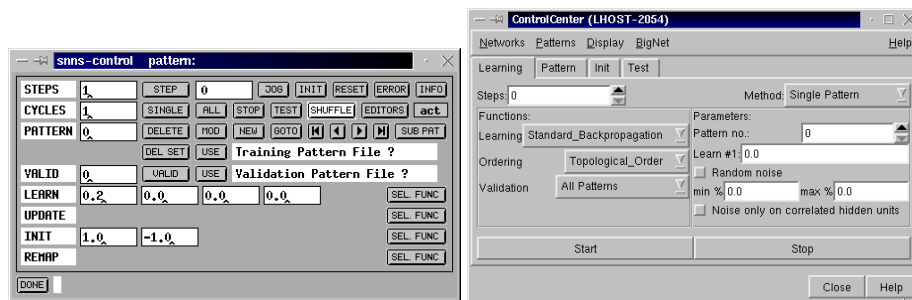 snns-control pattern:
STEPS 1 STEP 0 JOG INIT RESET ERROR INFO
CYCLES 1 SINGLE ALL STOP TEST SHUFFLE EDITORS act
PATTERN 0 DELETE MOD NEW GOTO SUB PAT
DEL SET USE Training Pattern File ?
VALID 0 VALID USE Validation Pattern File ?
LEARN 0.2 0.0 0.0 0.0 SEL. FUNC
UPDATE SEL. FUNC
INIT 1.0 -1.0 SEL. FUNC
REMAP SEL. FUNC
DONE
ControlCenter (LHOST-2054)
Networks Patterns Display BigNet Help
Learning Pattern Init Test
Steps: 0 Method: Single Pattern
Functions: Parameters:
Learning Standard_Backpropagation Pattern no.: 0
Learn #1: 0.0
Ordering Topological_Order
Random noise
Validation All Patterns min % 0.0 max % 0.0
Noise only on correlated hidden units
Start Stop
Close Help